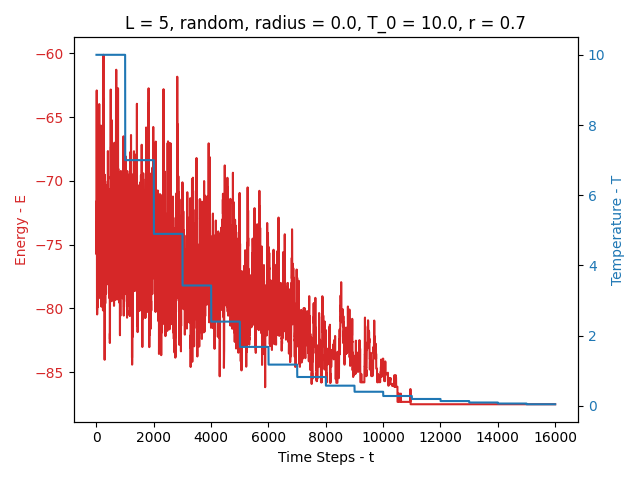 L = 5, random, radius = 0.0, T_0 = 10.0, r = 0.7
−60
−65
−70
−75
−80
−85
Energy - E
10
8
6
4
2
0
Temperature - T
0 2000 4000 6000 8000 10000 12000 14000 16000
Time Steps - t